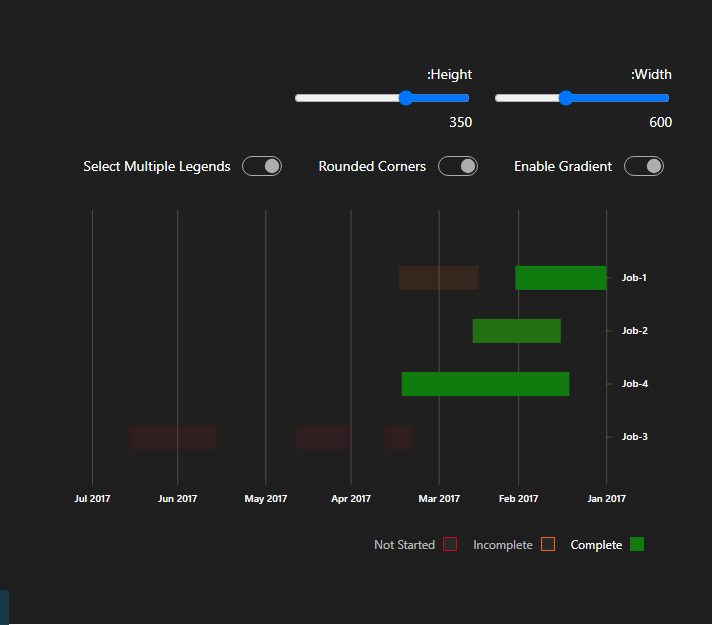 :Height
:Width
350
600
Select Multiple Legends
Rounded Corners
Enable Gradient
Job-1
Job-2
Job-4
Job-3
Jul 2017
Jun 2017
May 2017
Apr 2017
Mar 2017
Feb 2017
Jan 2017
Not Started
Incomplete
Complete